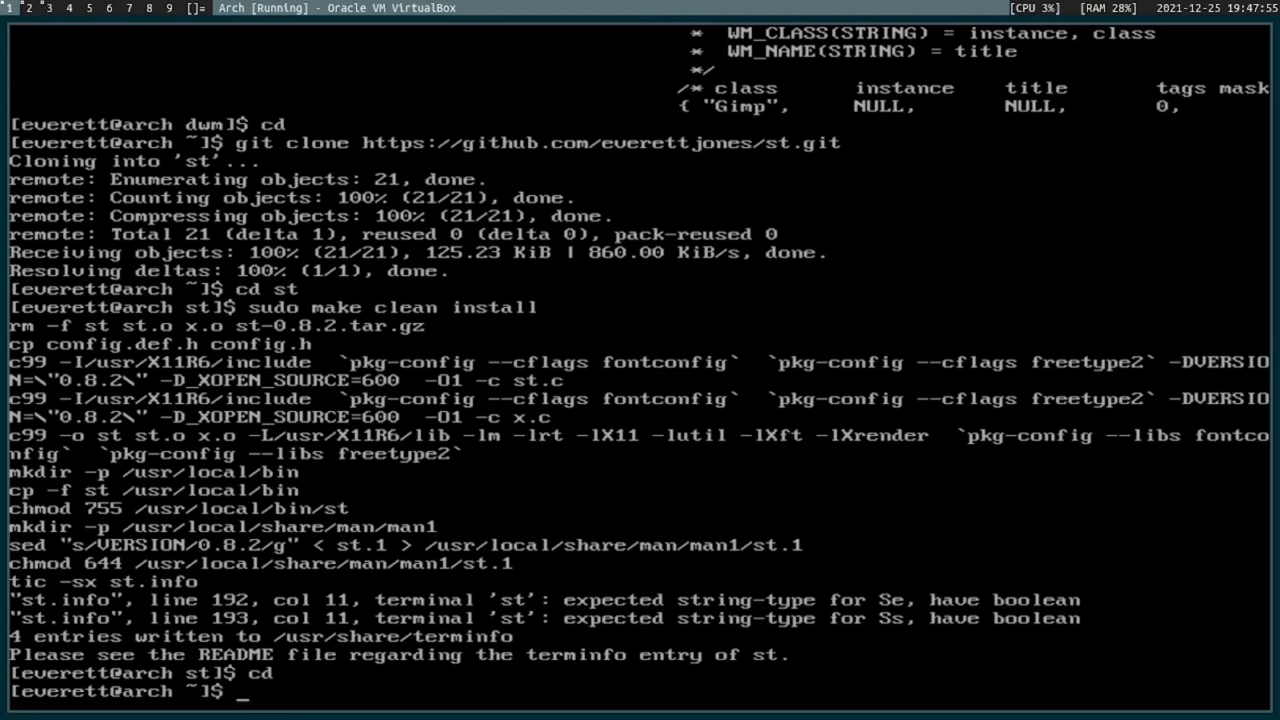 1 2 3 4 5 6 7 8 9 []= Arch [Running] - Oracle VM VirtualBox [CPU 3%] [RAM 28%] 2021-12-25 19:47:55
*  WM_CLASS(STRING) = instance, class
*  WM_NAME(STRING) = title
*/
/* class      instance    title       tags mask
{ "Gimp",     NULL,       NULL,       0,
[everett@arch dwm]$ cd
[everett@arch ~]$ git clone https://github.com/everettjones/st.git
Cloning into 'st'...
remote: Enumerating objects: 21, done.
remote: Counting objects: 100% (21/21), done.
remote: Compressing objects: 100% (21/21), done.
remote: Total 21 (delta 1), reused 0 (delta 0), pack-reused 0
Receiving objects: 100% (21/21), 125.23 KiB | 860.00 KiB/s, done.
Resolving deltas: 100% (1/1), done.
[everett@arch ~]$ cd st
[everett@arch st]$ sudo make clean install
rm -f st st.o x.o st-0.8.2.tar.gz
cp config.def.h config.h
c99 -I/usr/X11R6/include  `pkg-config --cflags fontconfig`  `pkg-config --cflags freetype2` -DVERSIO
N=\"0.8.2\" -D_XOPEN_SOURCE=600  -O1 -c st.c
c99 -I/usr/X11R6/include  `pkg-config --cflags fontconfig`  `pkg-config --cflags freetype2` -DVERSIO
N=\"0.8.2\" -D_XOPEN_SOURCE=600  -O1 -c x.c
c99 -o st st.o x.o -L/usr/X11R6/lib -lm -lrt -lX11 -lutil -lXft -lXrender  `pkg-config --libs fontco
nfig`  `pkg-config --libs freetype2`
mkdir -p /usr/local/bin
cp -f st /usr/local/bin
chmod 755 /usr/local/bin/st
mkdir -p /usr/local/share/man/man1
sed "s/VERSION/0.8.2/g" < st.1 > /usr/local/share/man/man1/st.1
chmod 644 /usr/local/share/man/man1/st.1
tic -sx st.info
"st.info", line 192, col 11, terminal 'st': expected string-type for Se, have boolean
"st.info", line 193, col 11, terminal 'st': expected string-type for Ss, have boolean
4 entries written to /usr/share/terminfo
Please see the README file regarding the terminfo entry of st.
[everett@arch st]$ cd
[everett@arch ~]$ _